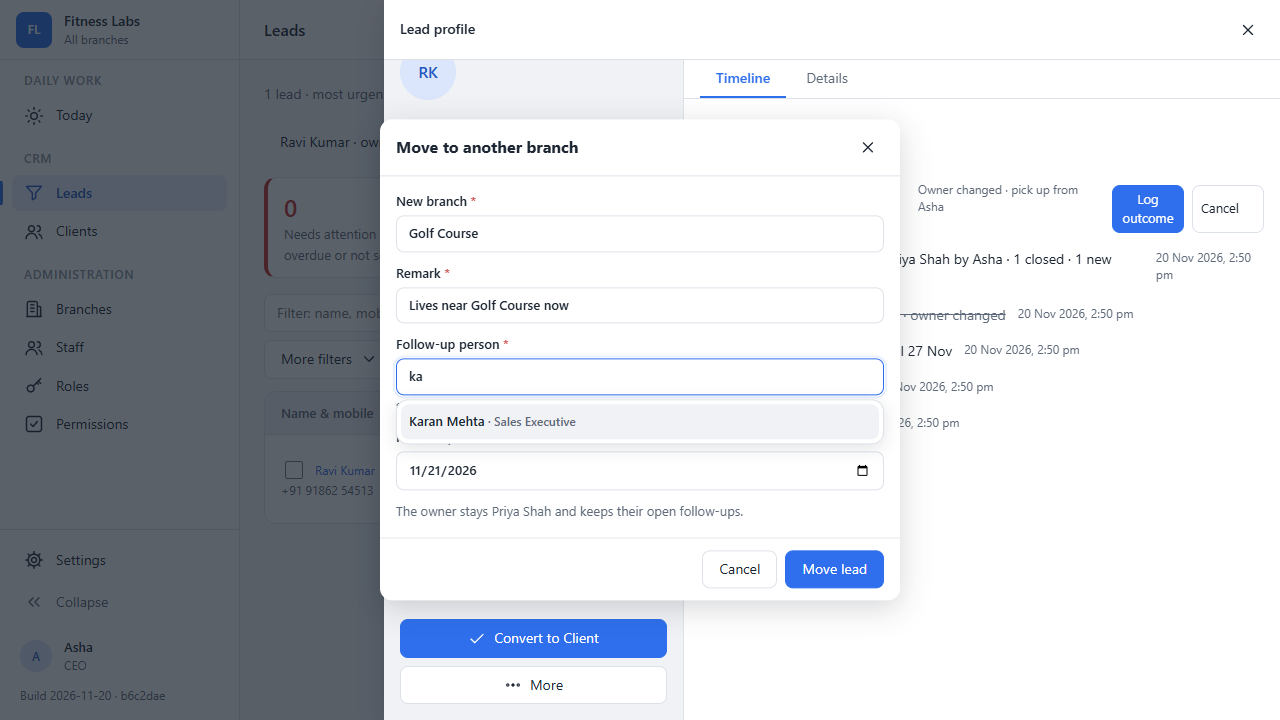 FL
Fitness Labs
All branches
DAILY WORK
Today
CRM
Leads
Clients
ADMINISTRATION
Branches
Staff
Roles
Permissions
Settings
Collapse
A
Asha
CEO
Build 2026-11-20 · b6c2dae
Leads
1 lead · most urgen
Ravi Kumar
0
Needs attention
overdue or not s
Filter: name, mob
More filters
Name & mobile
Ravi Kumar
+91 91862 54513
Lead profile
RK
Timeline
Details
Owner changed · pick up from
Asha
Log
outcome
Cancel
Shah by Asha · 1 closed · 1 new
20 Nov 2026, 2:50
pm
· owner changed
20 Nov 2026, 2:50 pm
27 Nov
20 Nov 2026, 2:50 pm
Nov 2026, 2:50 pm
26, 2:50 pm
Move to another branch
New branch *
Golf Course
Remark *
Lives near Golf Course now
Follow-up person *
ka
Karan Mehta · Sales Executive
11/21/2026
The owner stays Priya Shah and keeps their open follow-ups.
Cancel
Move lead
Convert to Client
More